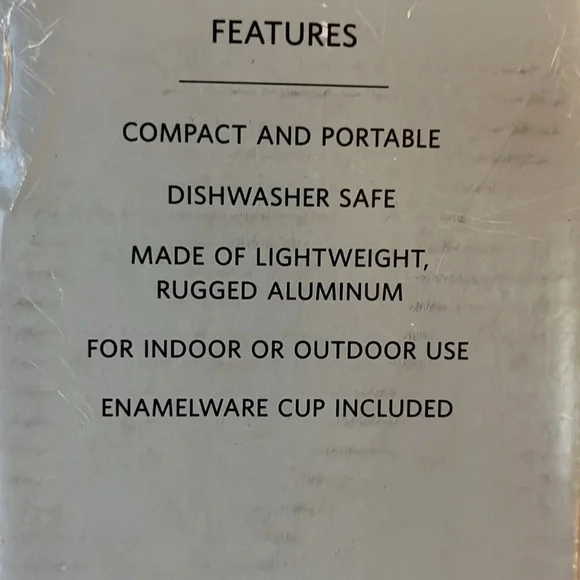 FEATURES
COMPACT AND PORTABLE
DISHWASHER SAFE
MADE OF LIGHTWEIGHT,
RUGGED ALUMINUM
FOR INDOOR OR OUTDOOR USE
ENAMELWARE CUP INCLUDED